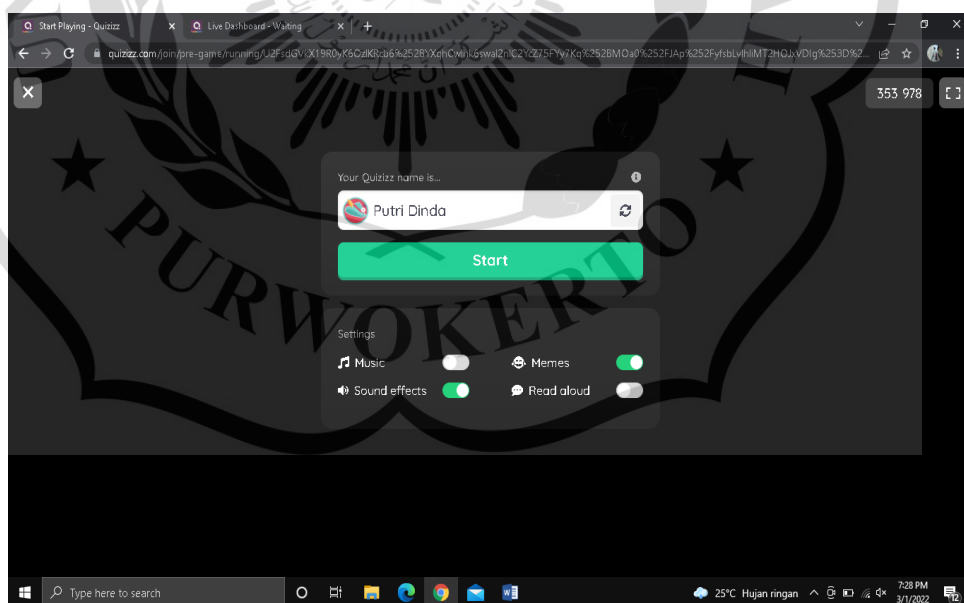 Start Playing - Quizizz
Live Dashboard - Waiting
353 978
Your Quizizz name is...
Putri Dinda
Start
Settings
Music
Memes
Sound effects
Read aloud
PURWOKERTO
Type here to search
25°C Hujan ringan
7:28 PM
3/1/2022
12